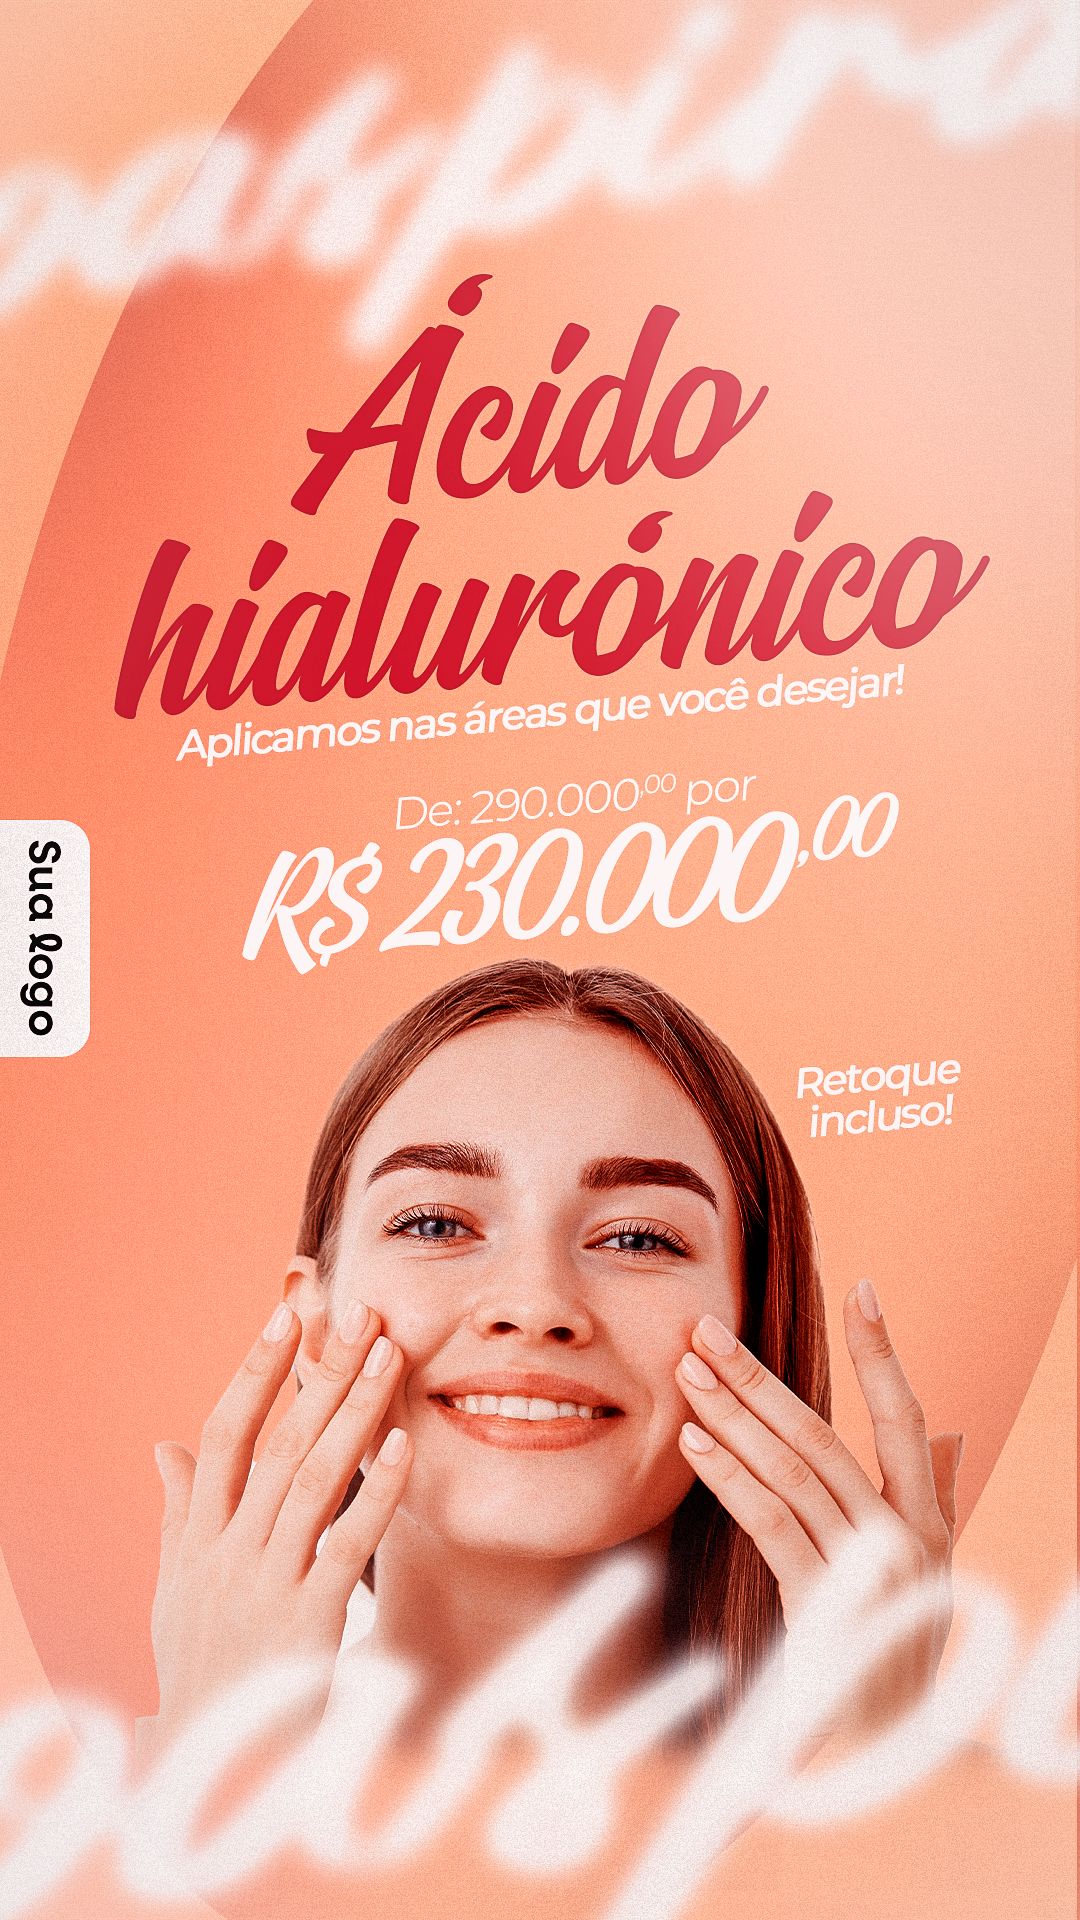 Ácido
hialurónico
Aplicamos nas áreas que você desejar!
De: 290.000,00 por
R$ 230.000,00
Sua Logo
Retoque
incluso!